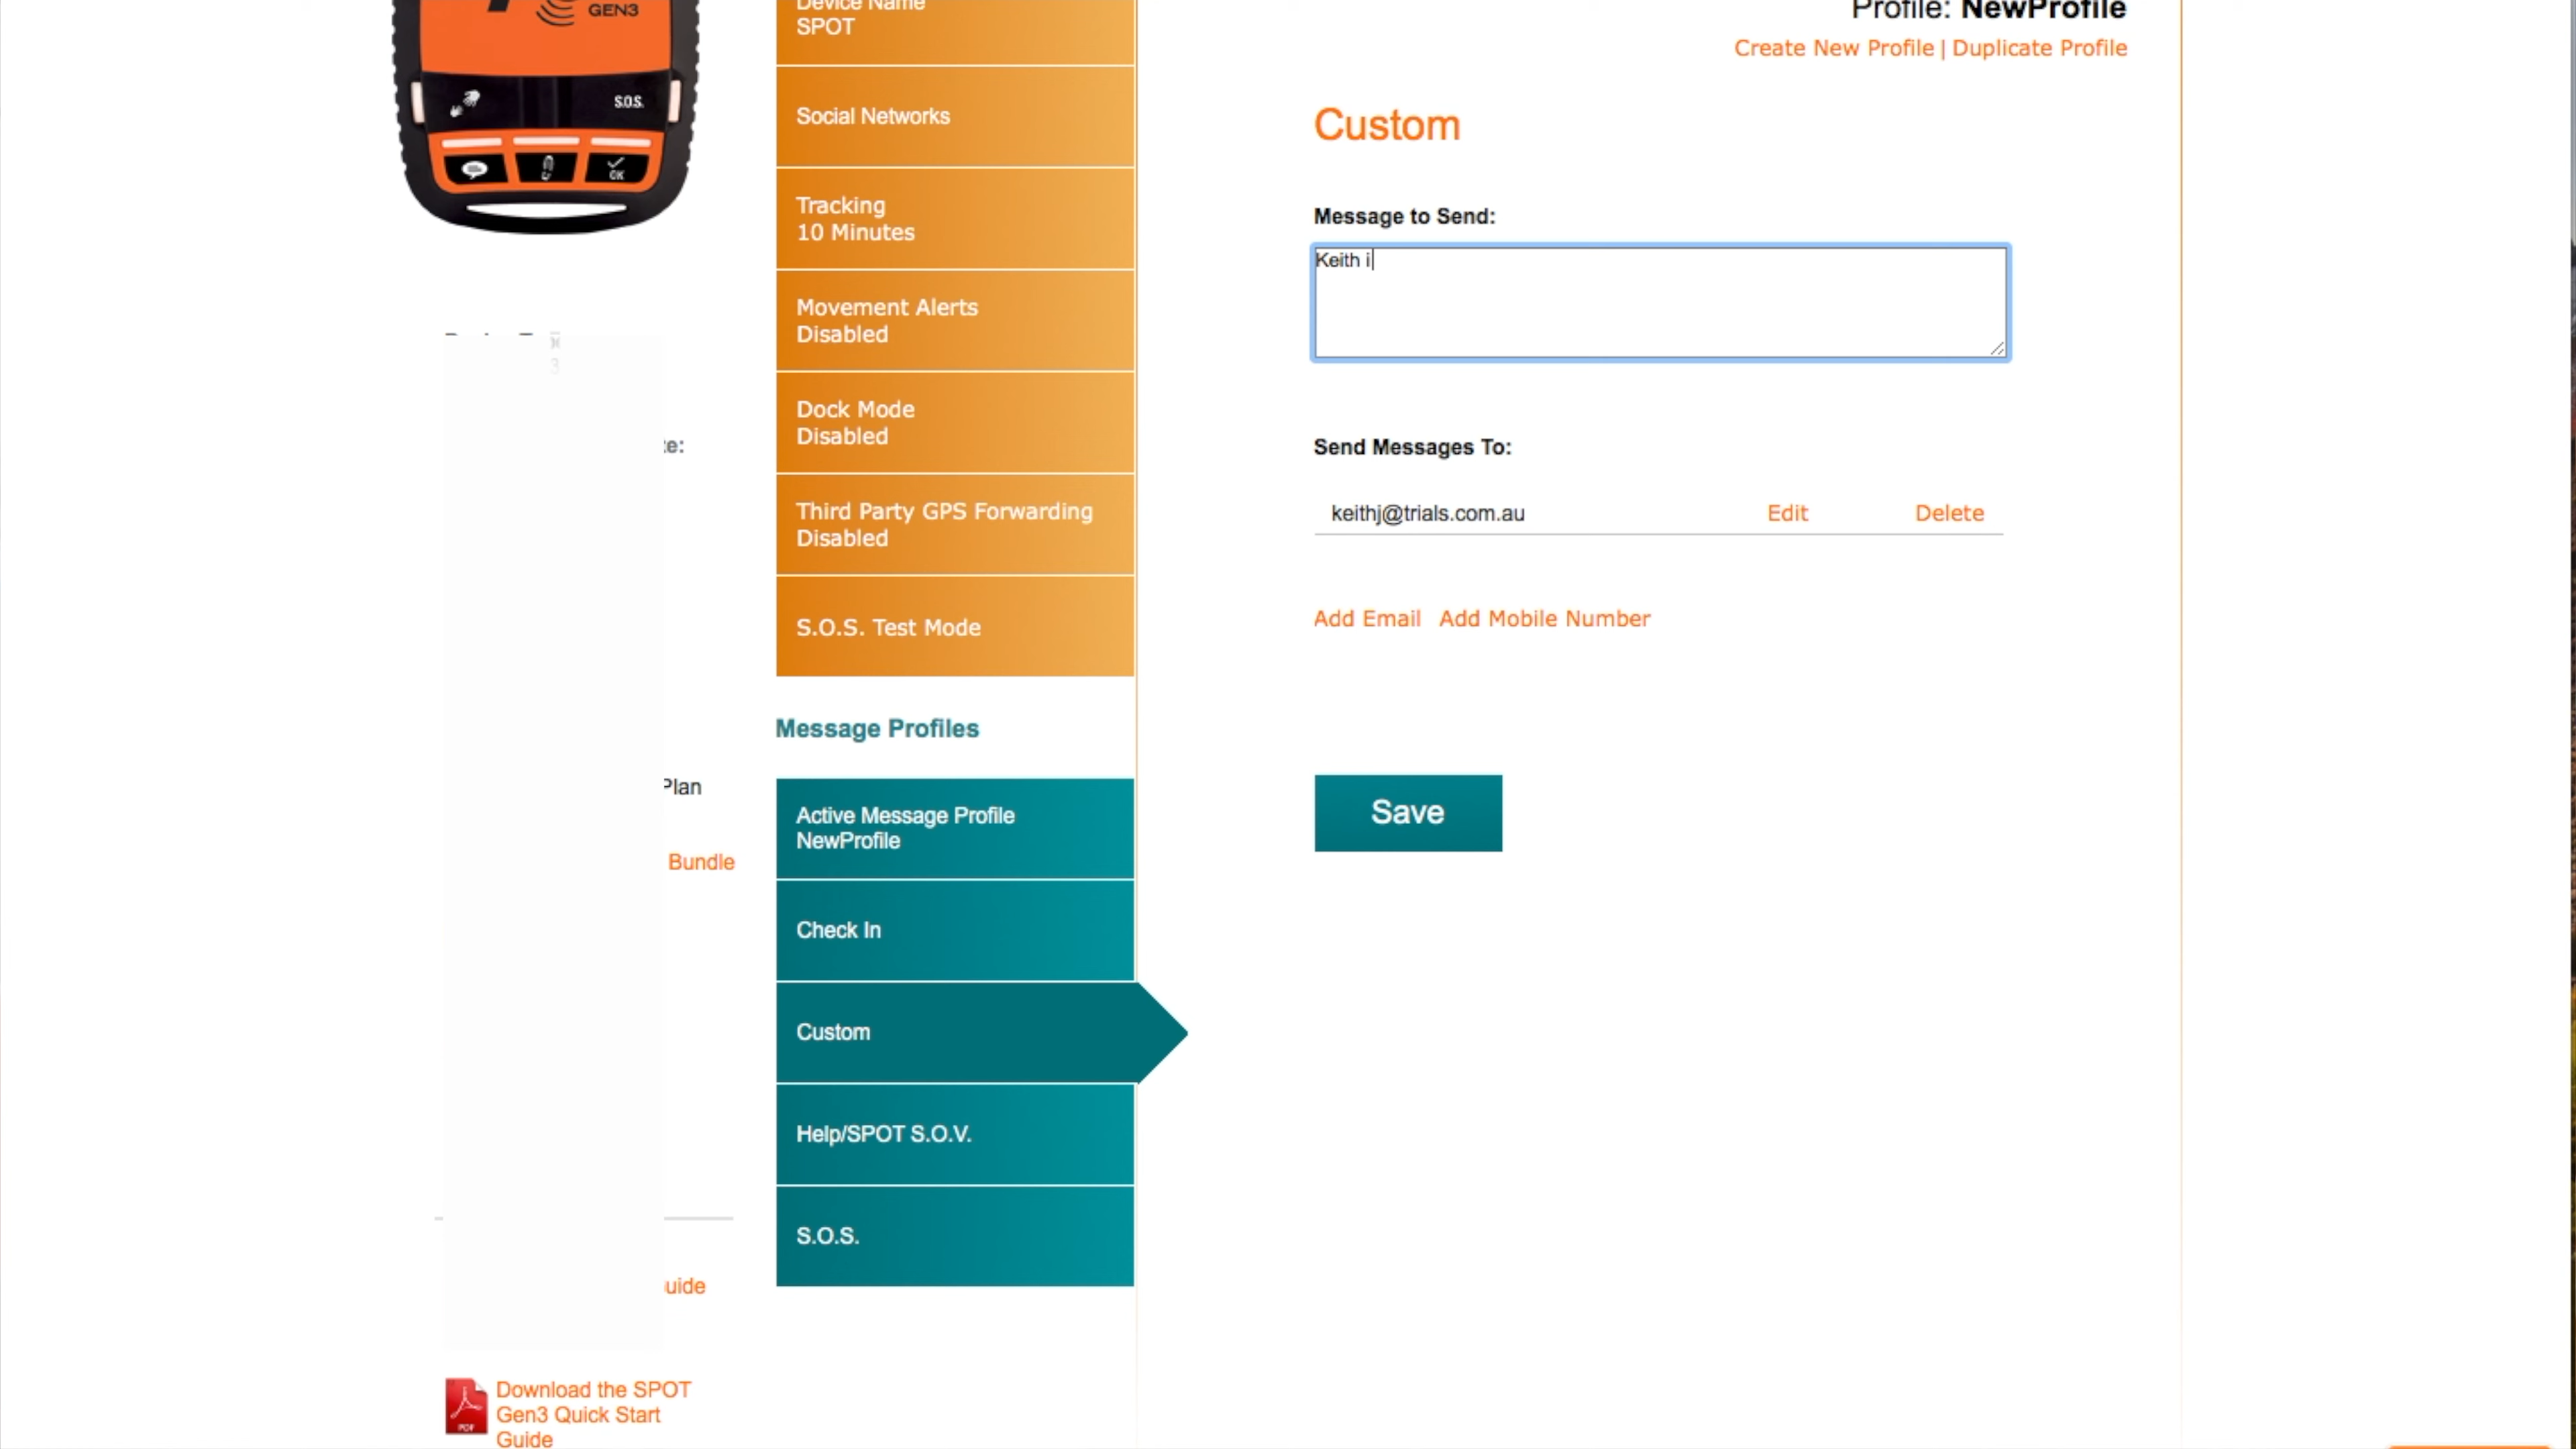 GEN3
S.O.S.
OK
te:
Plan
Bundle
uide
PDF
Download the SPOT
Gen3 Quick Start
Guide
Device Name
SPOT
Social Networks
Tracking
10 Minutes
Movement Alerts
Disabled
Dock Mode
Disabled
Third Party GPS Forwarding
Disabled
S.O.S. Test Mode
Message Profiles
Active Message Profile
NewProfile
Check In
Custom
Help/SPOT S.O.V.
S.O.S.
Profile: NewProfile
Create New Profile | Duplicate Profile
Custom
Message to Send:
Keith i
Send Messages To:
keithj@trials.com.au Edit Delete
Add Email Add Mobile Number
Save